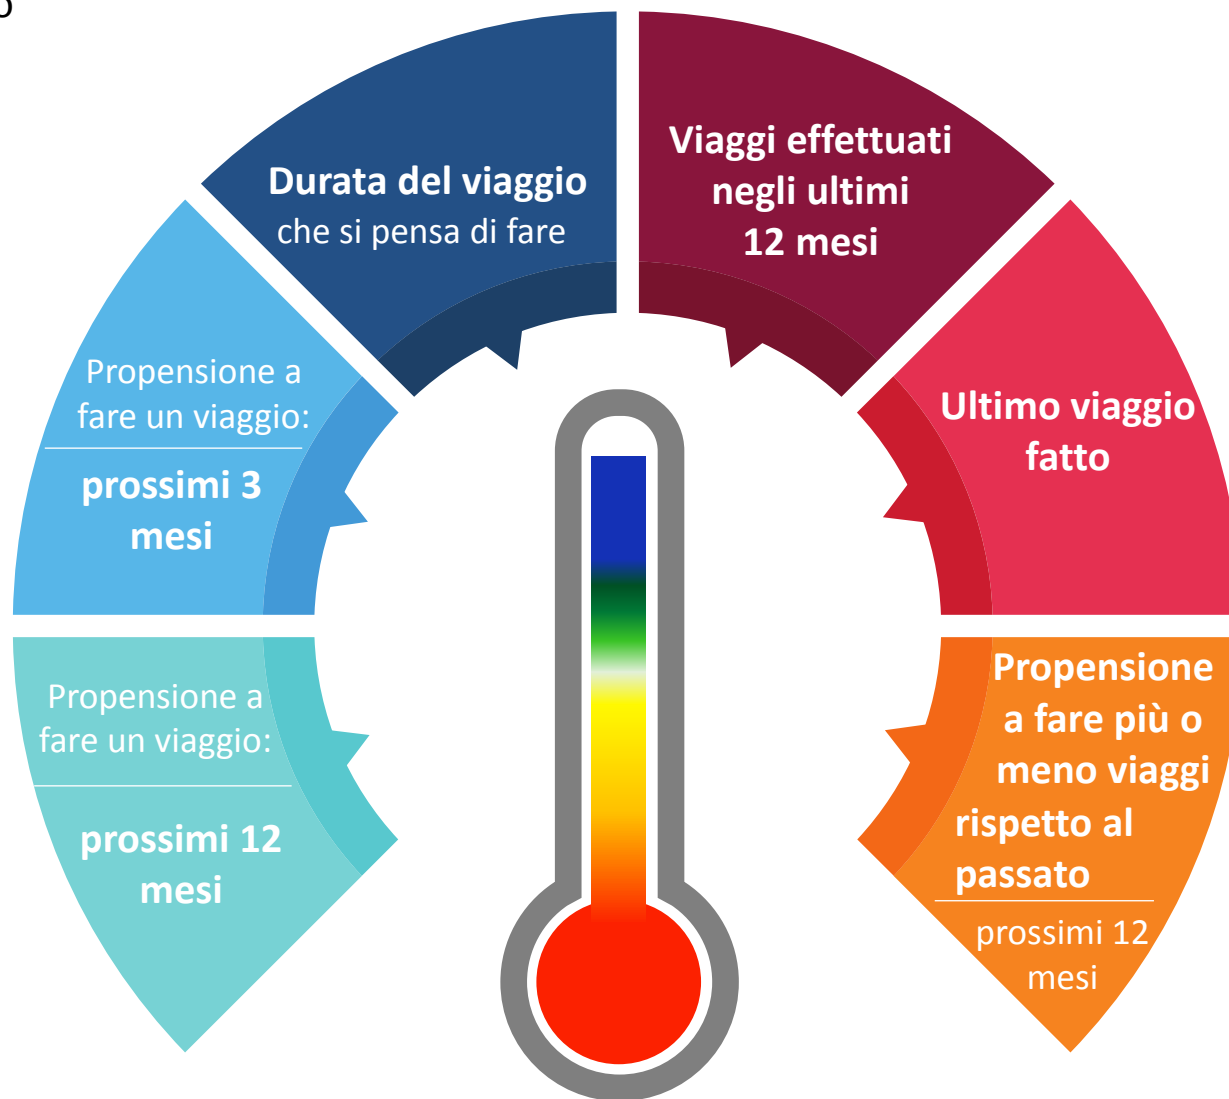 Durata del viaggio
che si pensa di fare
Viaggi effettuati
negli ultimi
12 mesi
Propensione a
fare un viaggio:
prossimi 3
mesi
Ultimo viaggio
fatto
Propensione a
fare un viaggio:
prossimi 12
mesi
Propensione
a fare più o
meno viaggi
rispetto al
passato
prossimi 12
mesi